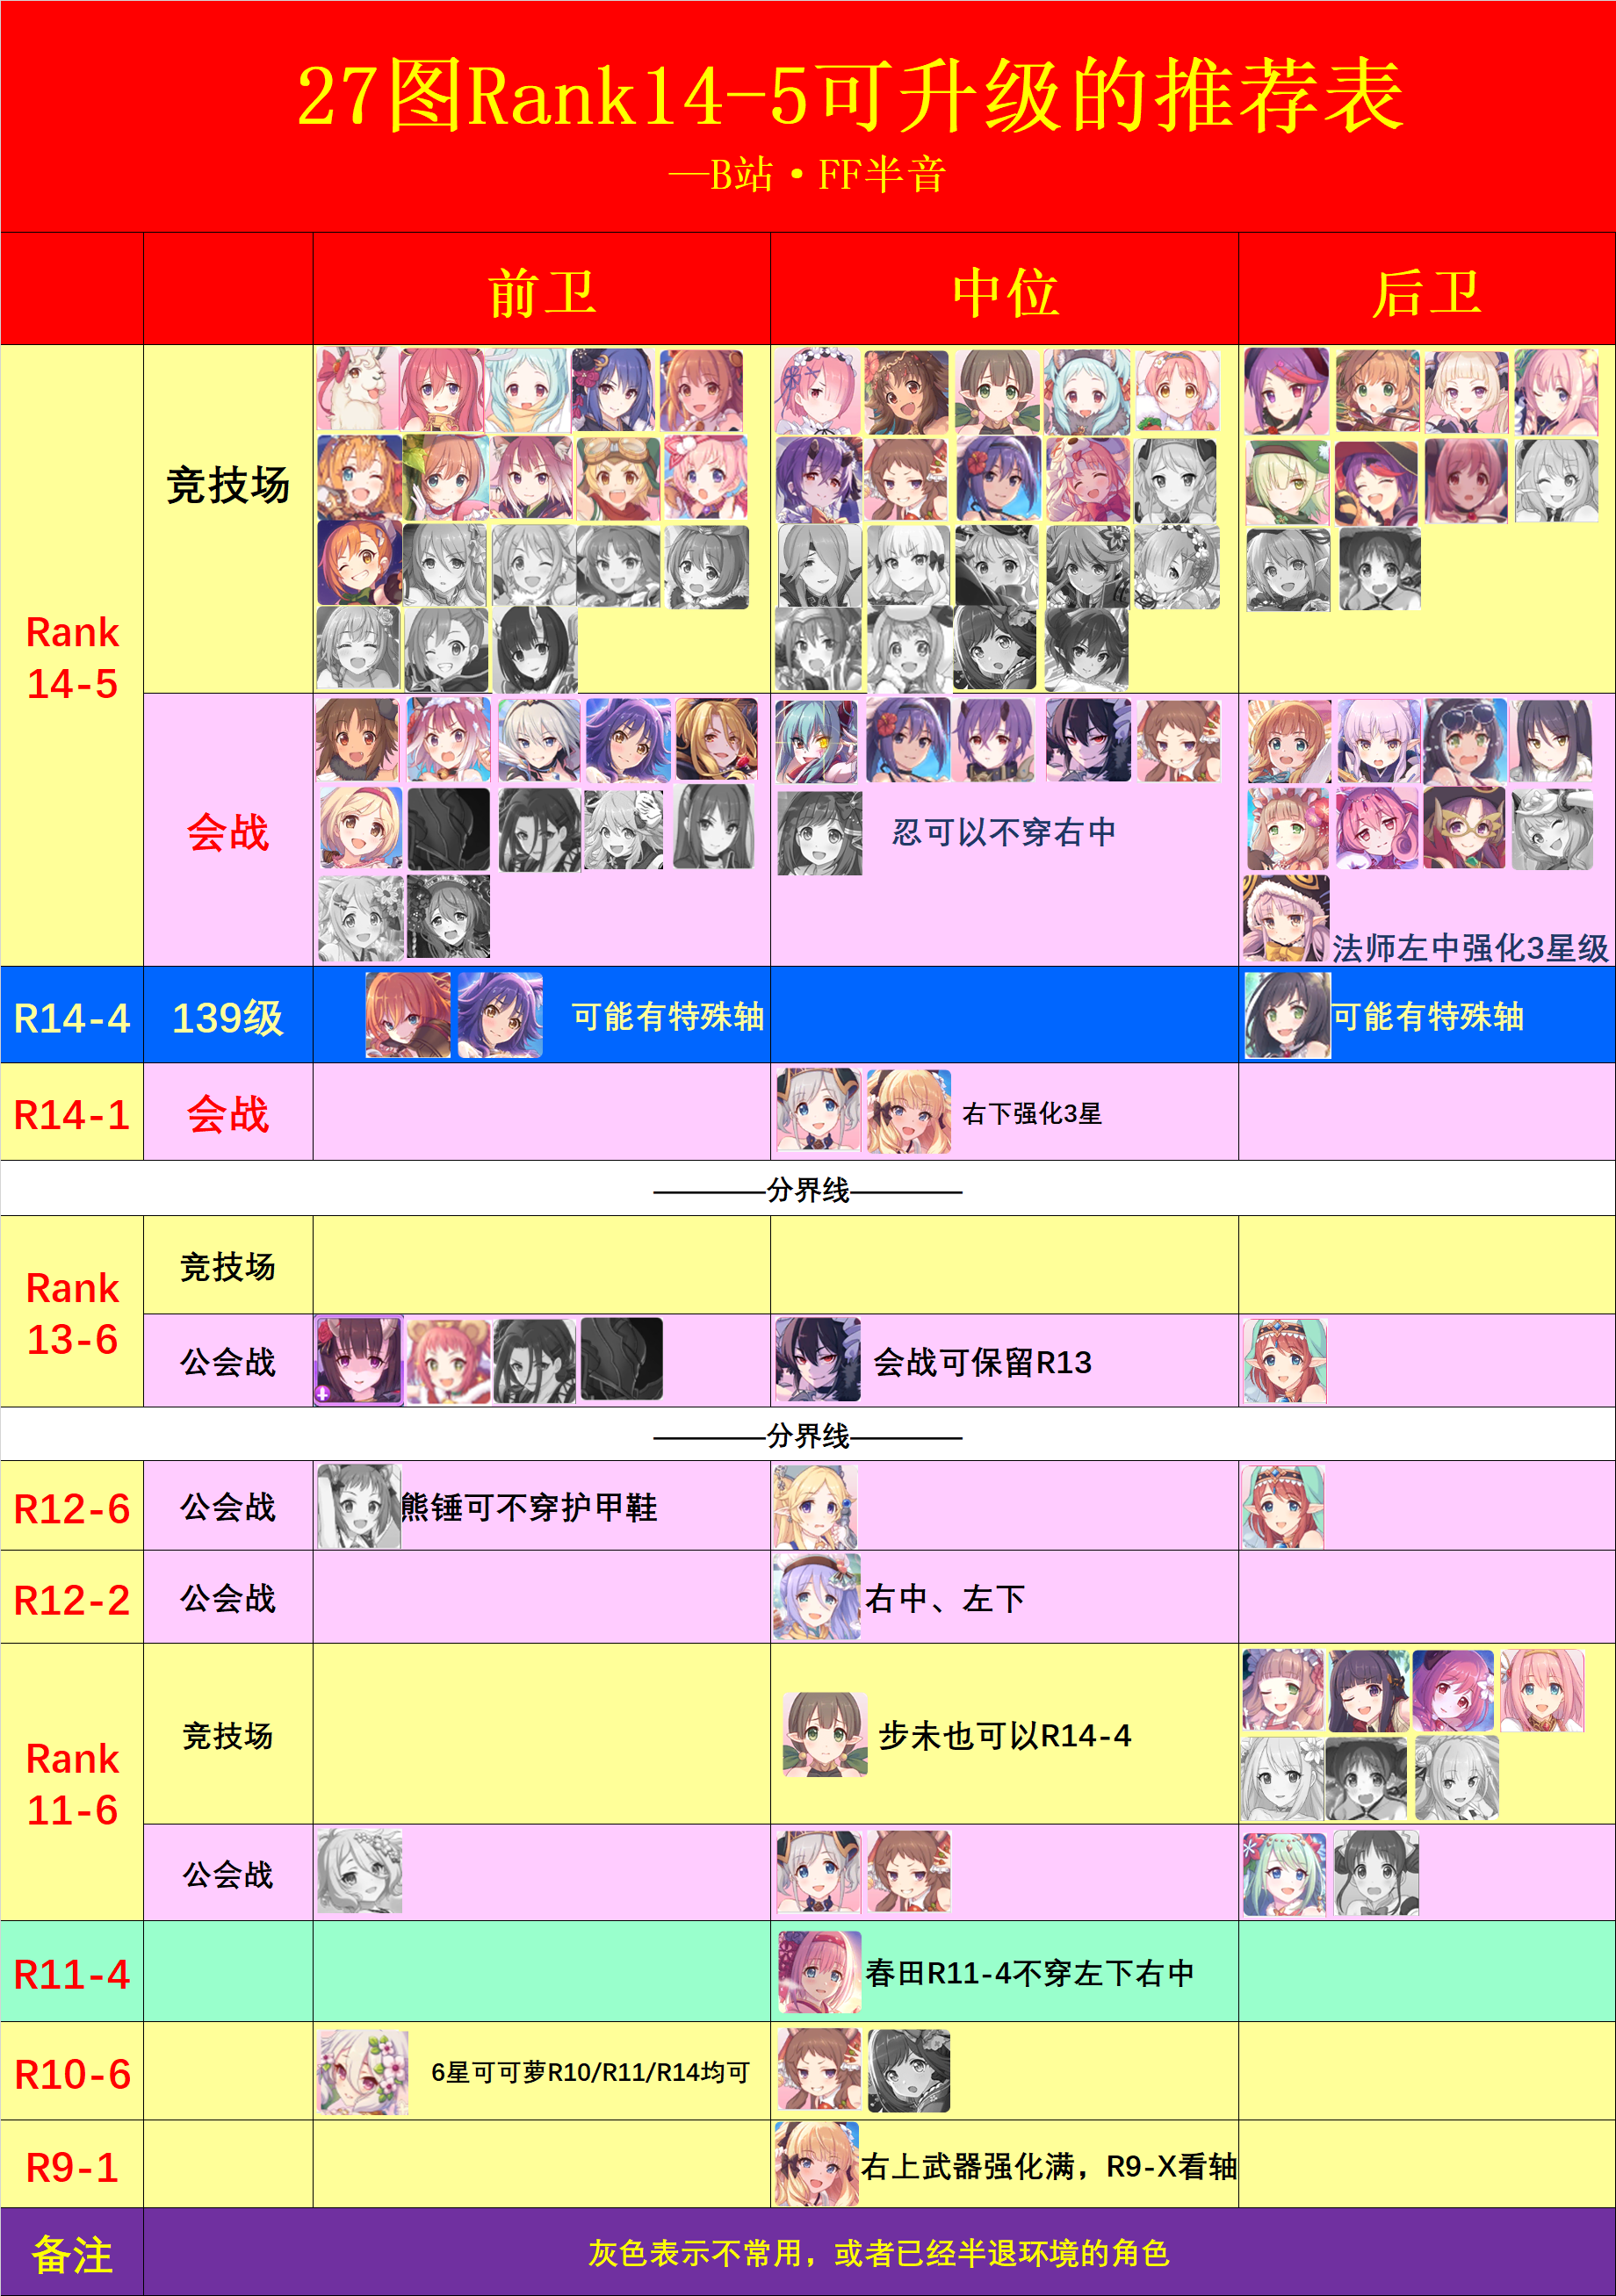 27图Rank14-5可升级的推荐表
—B站·FF半音
前卫
中位
后卫
Rank
14-5
竞技场
会战
忍可以不穿右中
法师左中强化3星级
R14-4
139级
可能有特殊轴
可能有特殊轴
R14-1
会战
右下强化3星
————分界线————
Rank
13-6
竞技场
公会战
会战可保留R13
————分界线————
R12-6
公会战
熊锤可不穿护甲鞋
R12-2
公会战
右中、左下
Rank
11-6
竞技场
步未也可以R14-4
公会战
R11-4
春田R11-4不穿左下右中
R10-6
6星可可萝R10/R11/R14均可
R9-1
右上武器强化满，R9-X看轴
备注
灰色表示不常用，或者已经半退环境的角色